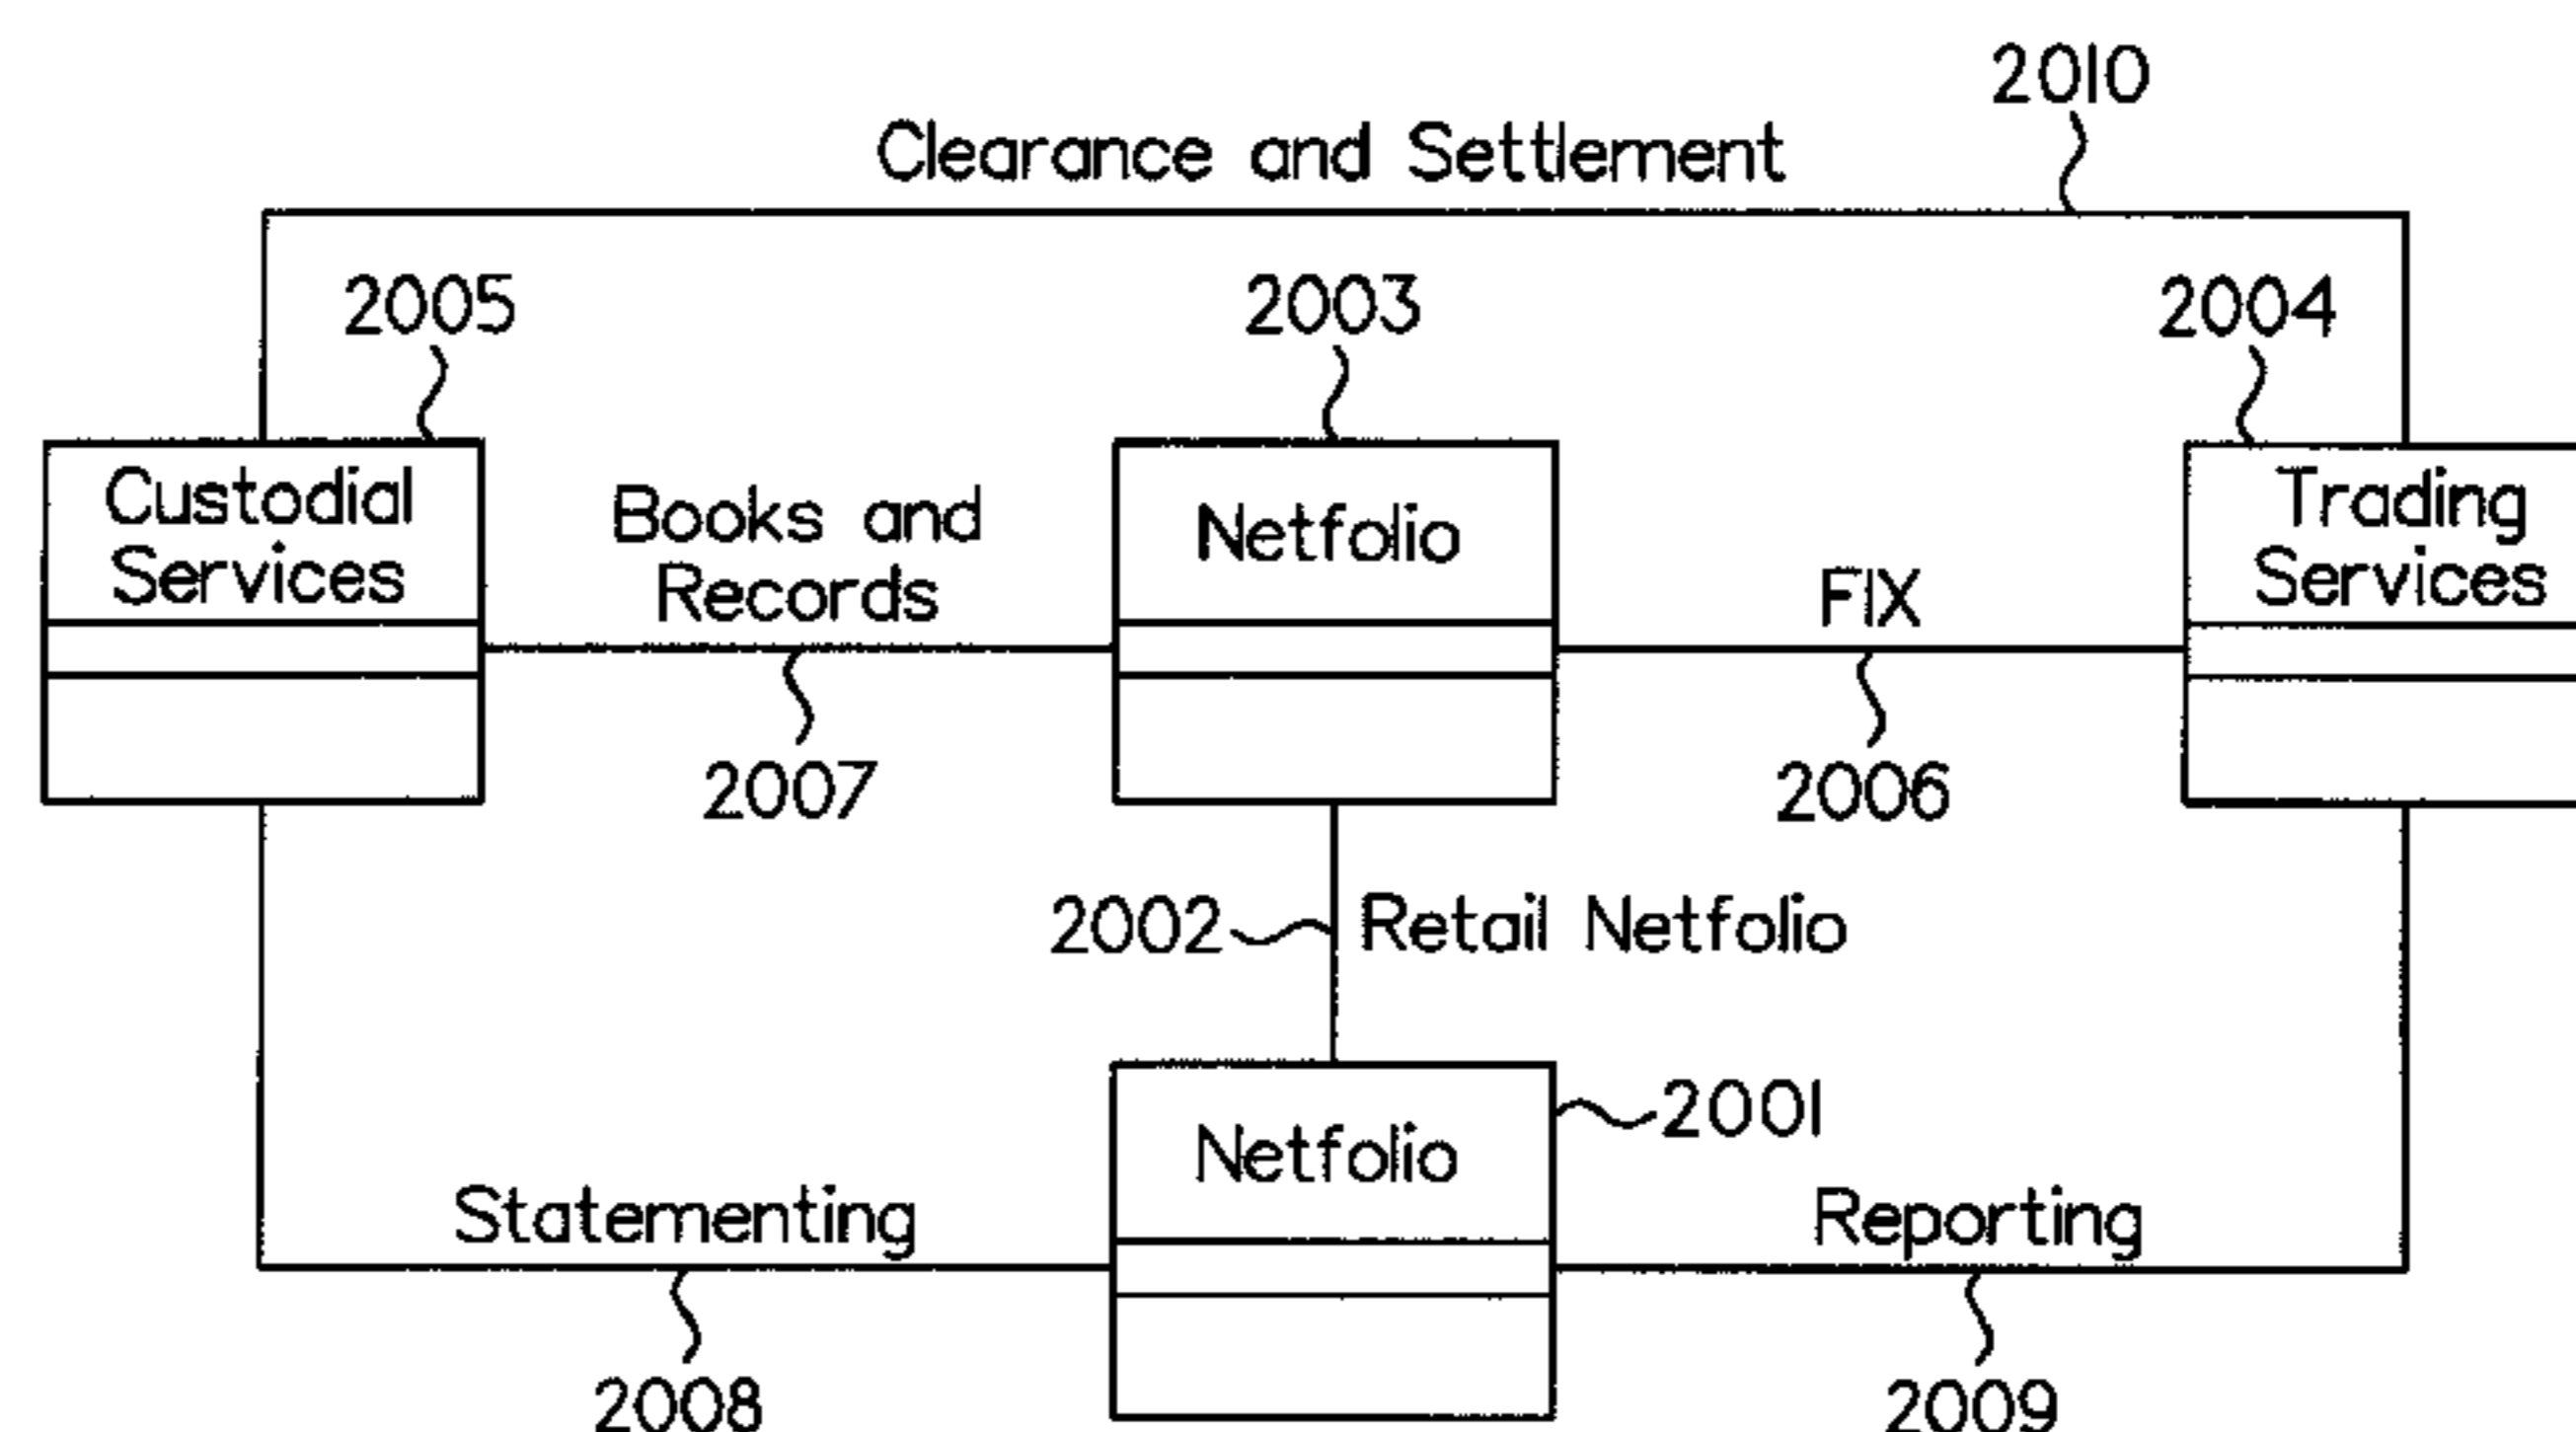 2010
Clearance and Settlement
2005
2003
2004
Custodial
Services
Books and
Records
Netfolio
FIX
Trading
Services
2007
2006
2002
Retail Netfolio
Netfolio
2001
Statementing
Reporting
2008
2009